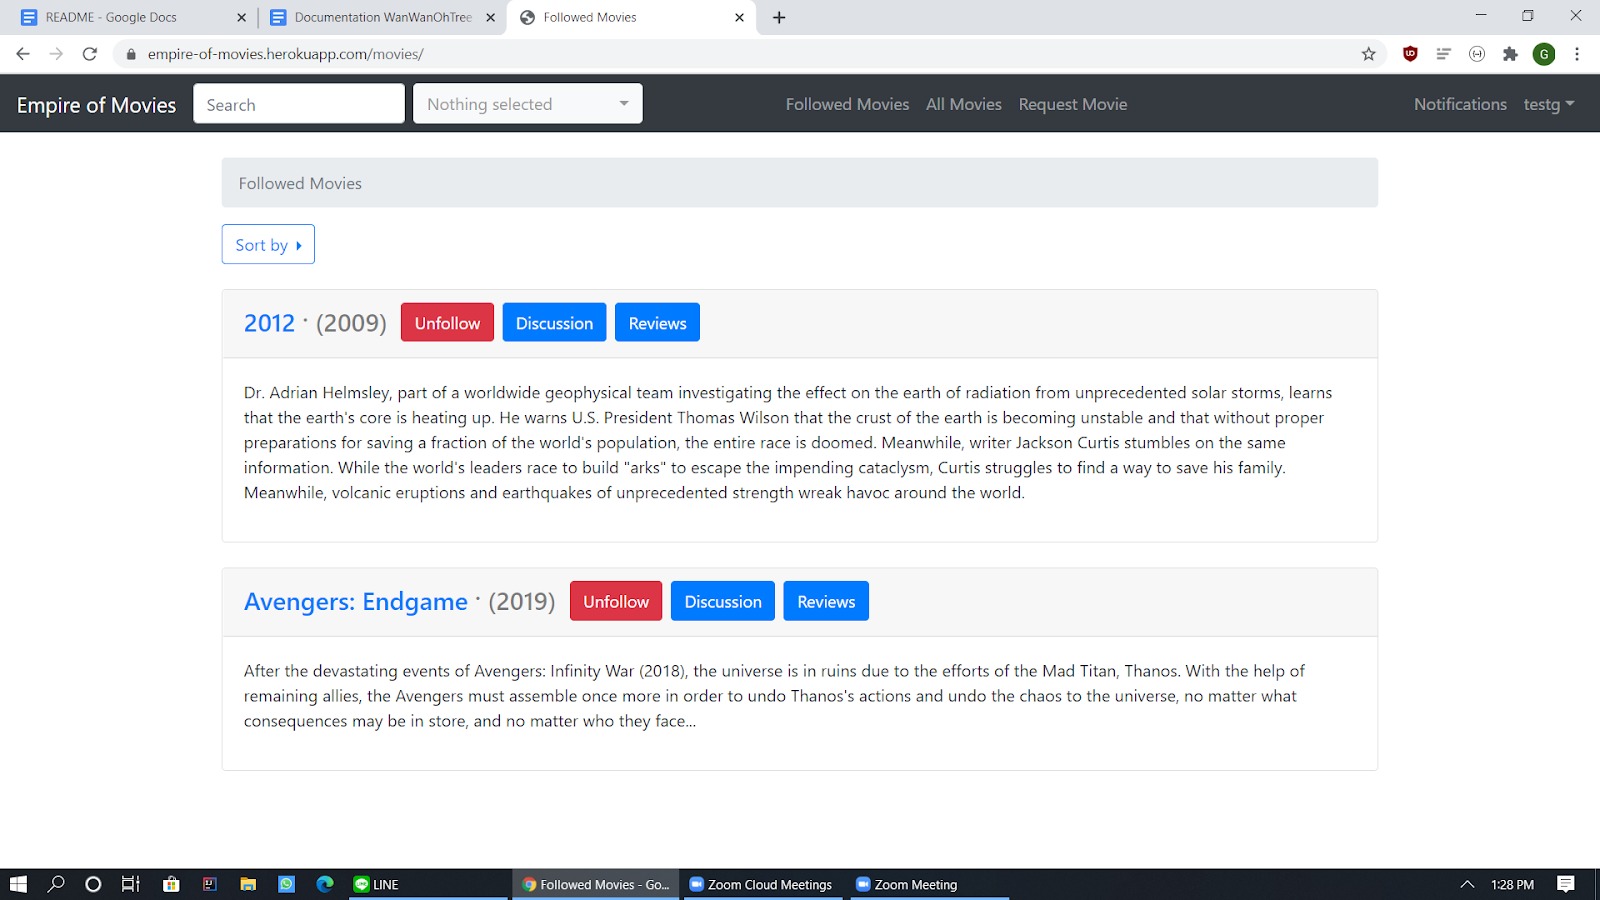 README - Google Docs
Documentation WanWanOhTree
Followed Movies
empire-of-movies.herokuapp.com/movies/
G
Empire of Movies
Search
Nothing selected
Followed Movies
All Movies
Request Movie
Notifications
testg
Followed Movies
Sort by
2012 · (2009)
Unfollow
Discussion
Reviews
Dr. Adrian Helmsley, part of a worldwide geophysical team investigating the effect on the earth of radiation from unprecedented solar storms, learns
that the earth's core is heating up. He warns U.S. President Thomas Wilson that the crust of the earth is becoming unstable and that without proper
preparations for saving a fraction of the world's population, the entire race is doomed. Meanwhile, writer Jackson Curtis stumbles on the same
information. While the world's leaders race to build "arks" to escape the impending cataclysm, Curtis struggles to find a way to save his family.
Meanwhile, volcanic eruptions and earthquakes of unprecedented strength wreak havoc around the world.
Avengers: Endgame · (2019)
Unfollow
Discussion
Reviews
After the devastating events of Avengers: Infinity War (2018), the universe is in ruins due to the efforts of the Mad Titan, Thanos. With the help of
remaining allies, the Avengers must assemble once more in order to undo Thanos's actions and undo the chaos to the universe, no matter what
consequences may be in store, and no matter who they face...
LINE
Followed Movies - Go...
Zoom Cloud Meetings
Zoom Meeting
1:28 PM